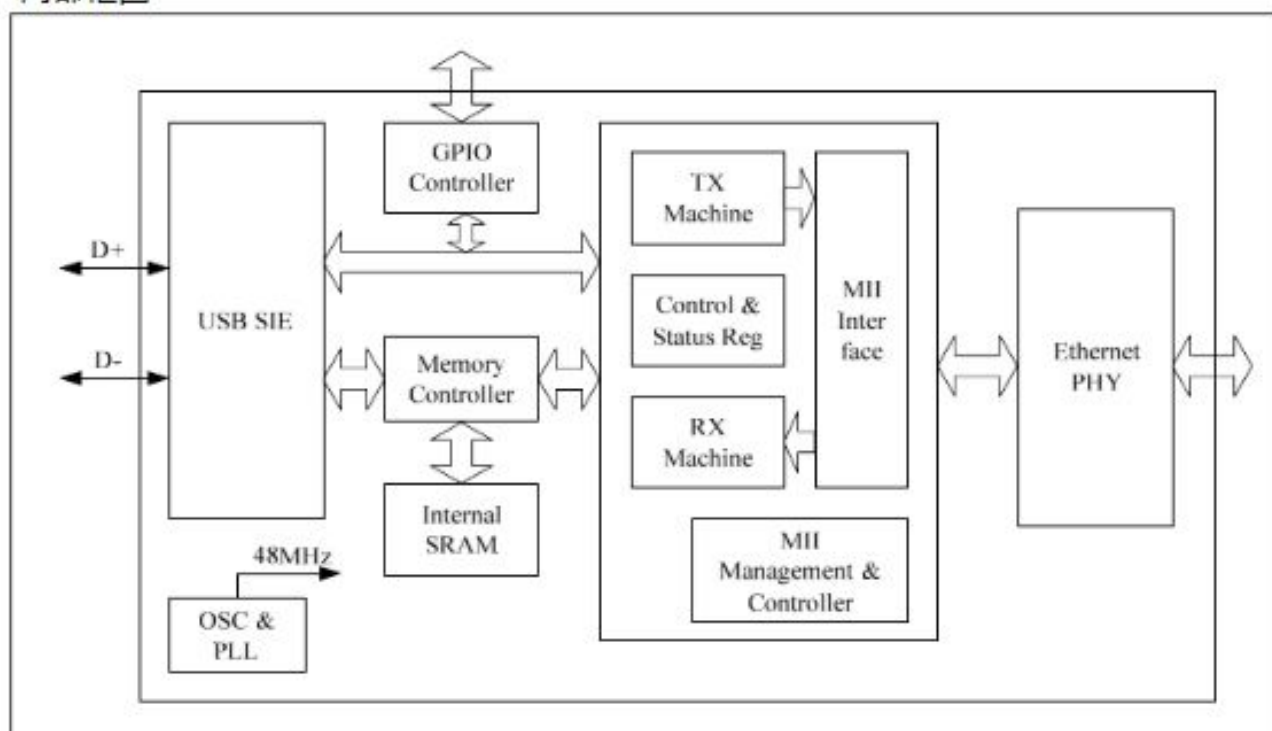 GPIO
Controller
TX
Machine
D+
USB SIE
Control &
Status Reg
MII
Inter
face
Ethernet
PHY
D-
Memory
Controller
RX
Machine
Internal
SRAM
MII
Management &
Controller
48MHz
OSC &
PLL